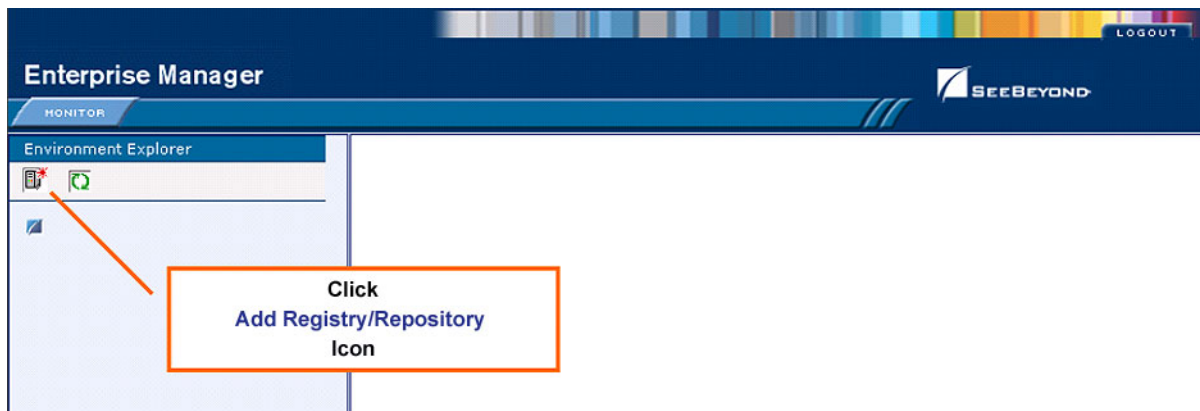 LOGOUT
Enterprise Manager
SEEBEYOND
MONITOR
Environment Explorer
Click
Add Registry/Repository
Icon